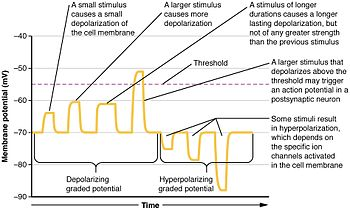 A small stimulus
causes a small
depolarization of
the cell membrane
A larger stimulus
causes more
depolarization
A stimulus of longer
durations causes a longer
lasting depolarization, but
not of any greater strength
than the previous stimulus
Threshold
A larger stimulus that
depolarizes above the
threshold may trigger
an action potential in a
postsynaptic neuron
Some stimuli result in
hyperpolarization,
which depends on
the specific ion
channels activated
in the cell membrane
Membrane potential (mV)
−40
−50
−60
−70
−80
−90
Depolarizing
graded potential
Hyperpolarizing
graded potential
Time